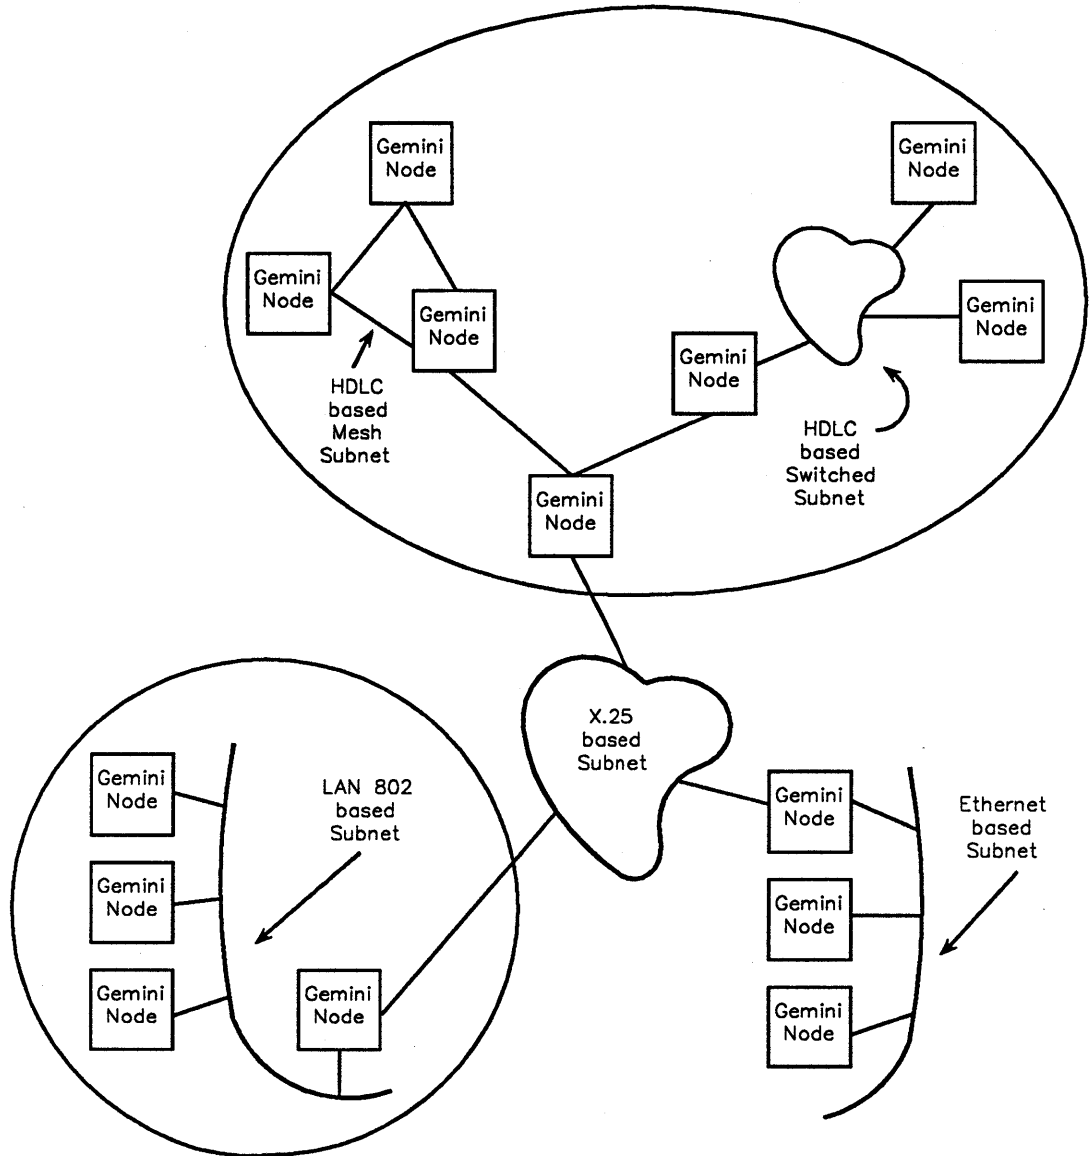 Gemini
Node
Gemini
Node
Gemini
Node
Gemini
Node
Gemini
Node
Gemini
Node
Gemini
Node
HDLC
based
Mesh
Subnet
HDLC
based
Switched
Subnet
Gemini
Node
X.25
based
Subnet
LAN 802
based
Subnet
Gemini
Node
Gemini
Node
Gemini
Node
Gemini
Node
Gemini
Node
Ethernet
based
Subnet
Gemini
Node
Gemini
Node